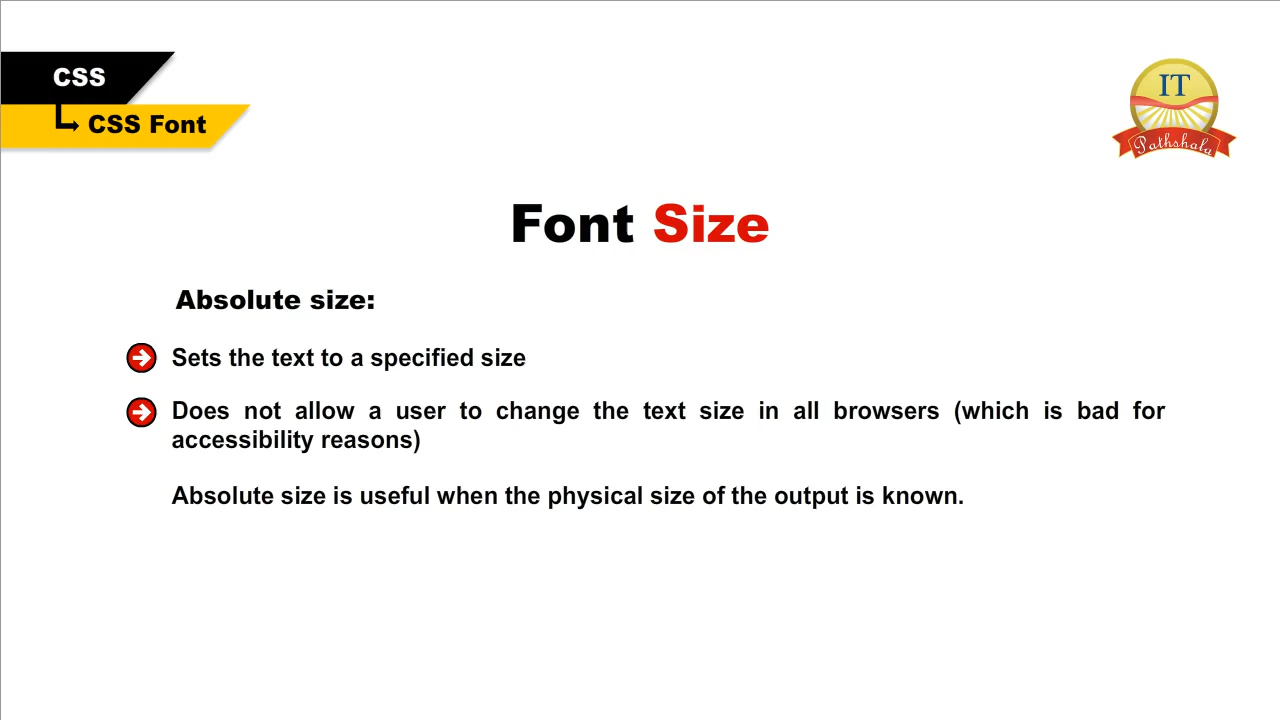 CSS
CSS Font
IT
Pathshala
Font Size
Absolute size:
Sets the text to a specified size
Does not allow a user to change the text size in all browsers (which is bad for
accessibility reasons)
Absolute size is useful when the physical size of the output is known.